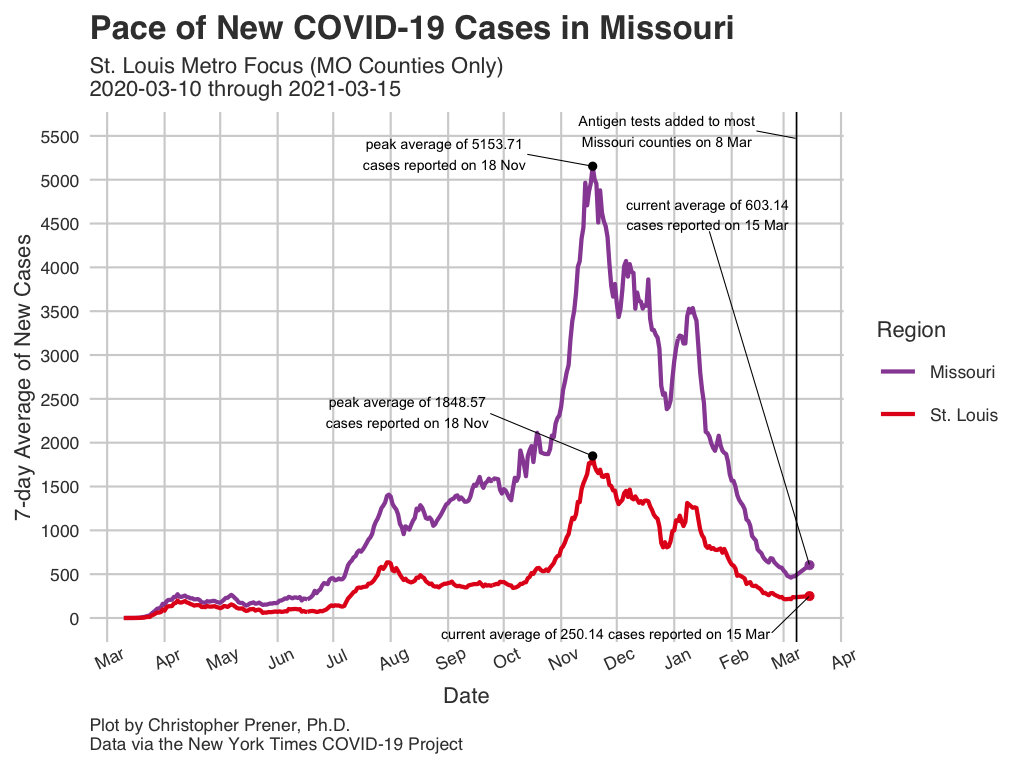 Pace of New COVID-19 Cases in Missouri
St. Louis Metro Focus (MO Counties Only)
2020-03-10 through 2021-03-15
Antigen tests added to most
Missouri counties on 8 Mar
peak average of 5153.71
cases reported on 18 Nov
current average of 603.14
cases reported on 15 Mar
peak average of 1848.57
cases reported on 18 Nov
current average of 250.14 cases reported on 15 Mar
7-day Average of New Cases
5500
5000
4500
4000
3500
3000
2500
2000
1500
1000
500
0
Mar Apr May Jun Jul Aug Sep Oct Nov Dec Jan Feb Mar Apr
Date
Region
Missouri
St. Louis
Plot by Christopher Prener, Ph.D.
Data via the New York Times COVID-19 Project